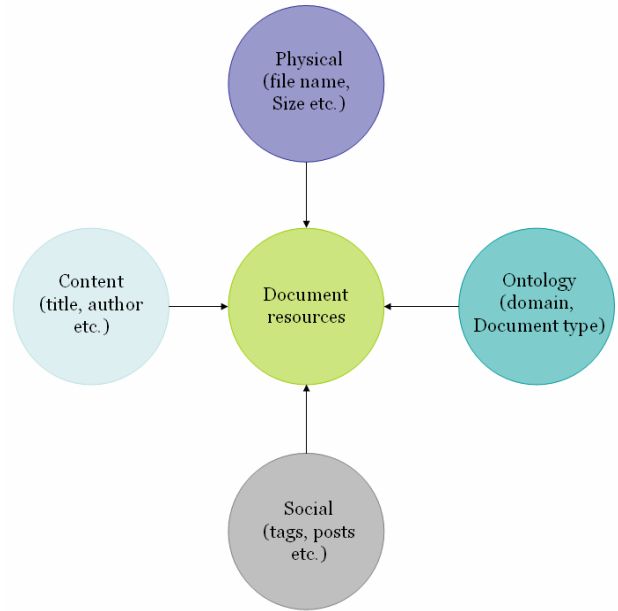 Physical
(file name,
Size etc.)
Content
(title, author
etc.)
Document
resources
Ontology
(domain,
Document type)
Social
(tags, posts
etc.)